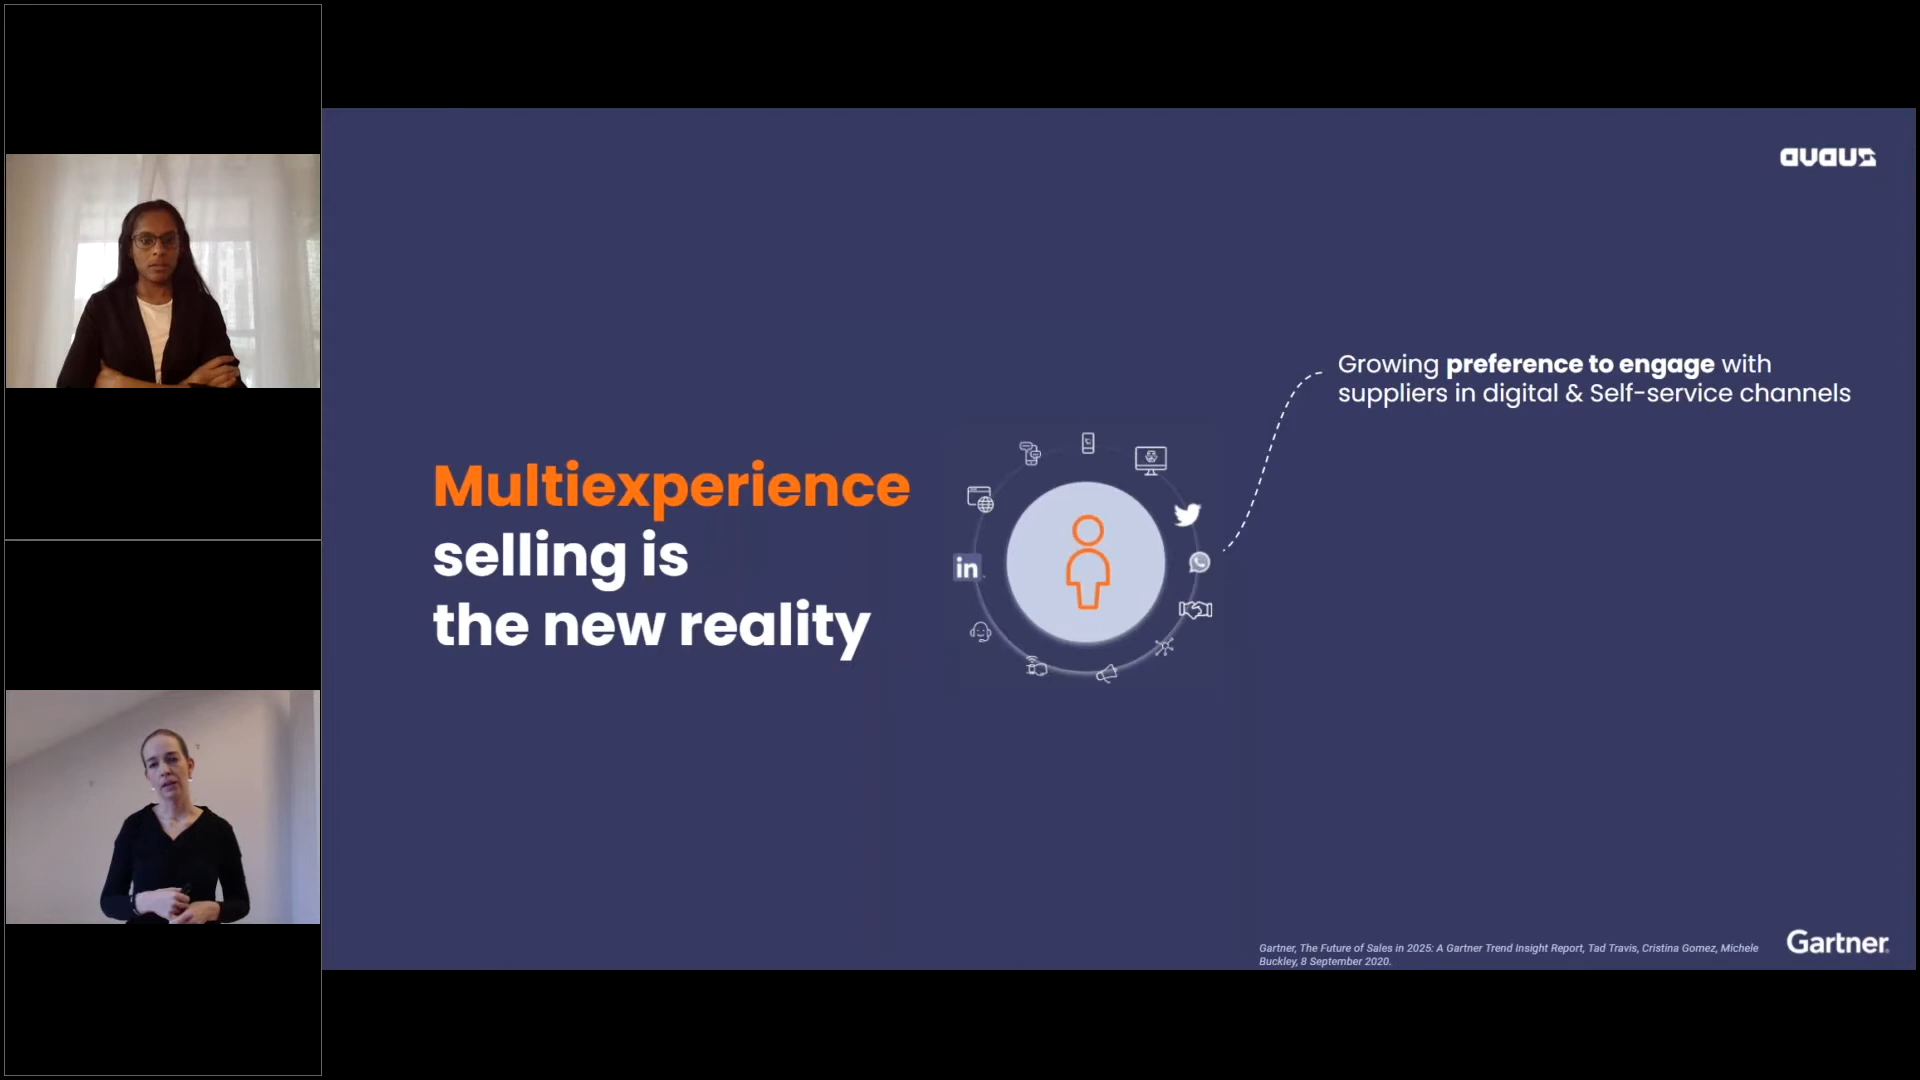 avaus
Growing preference to engage with
suppliers in digital & Self-service channels
Multiexperience
selling is
the new reality
in
Gartner, The Future of Sales in 2025: A Gartner Trend Insight Report, Tad Travis, Cristina Gomez, Michele
Buckley, 8 September 2020.
Gartner